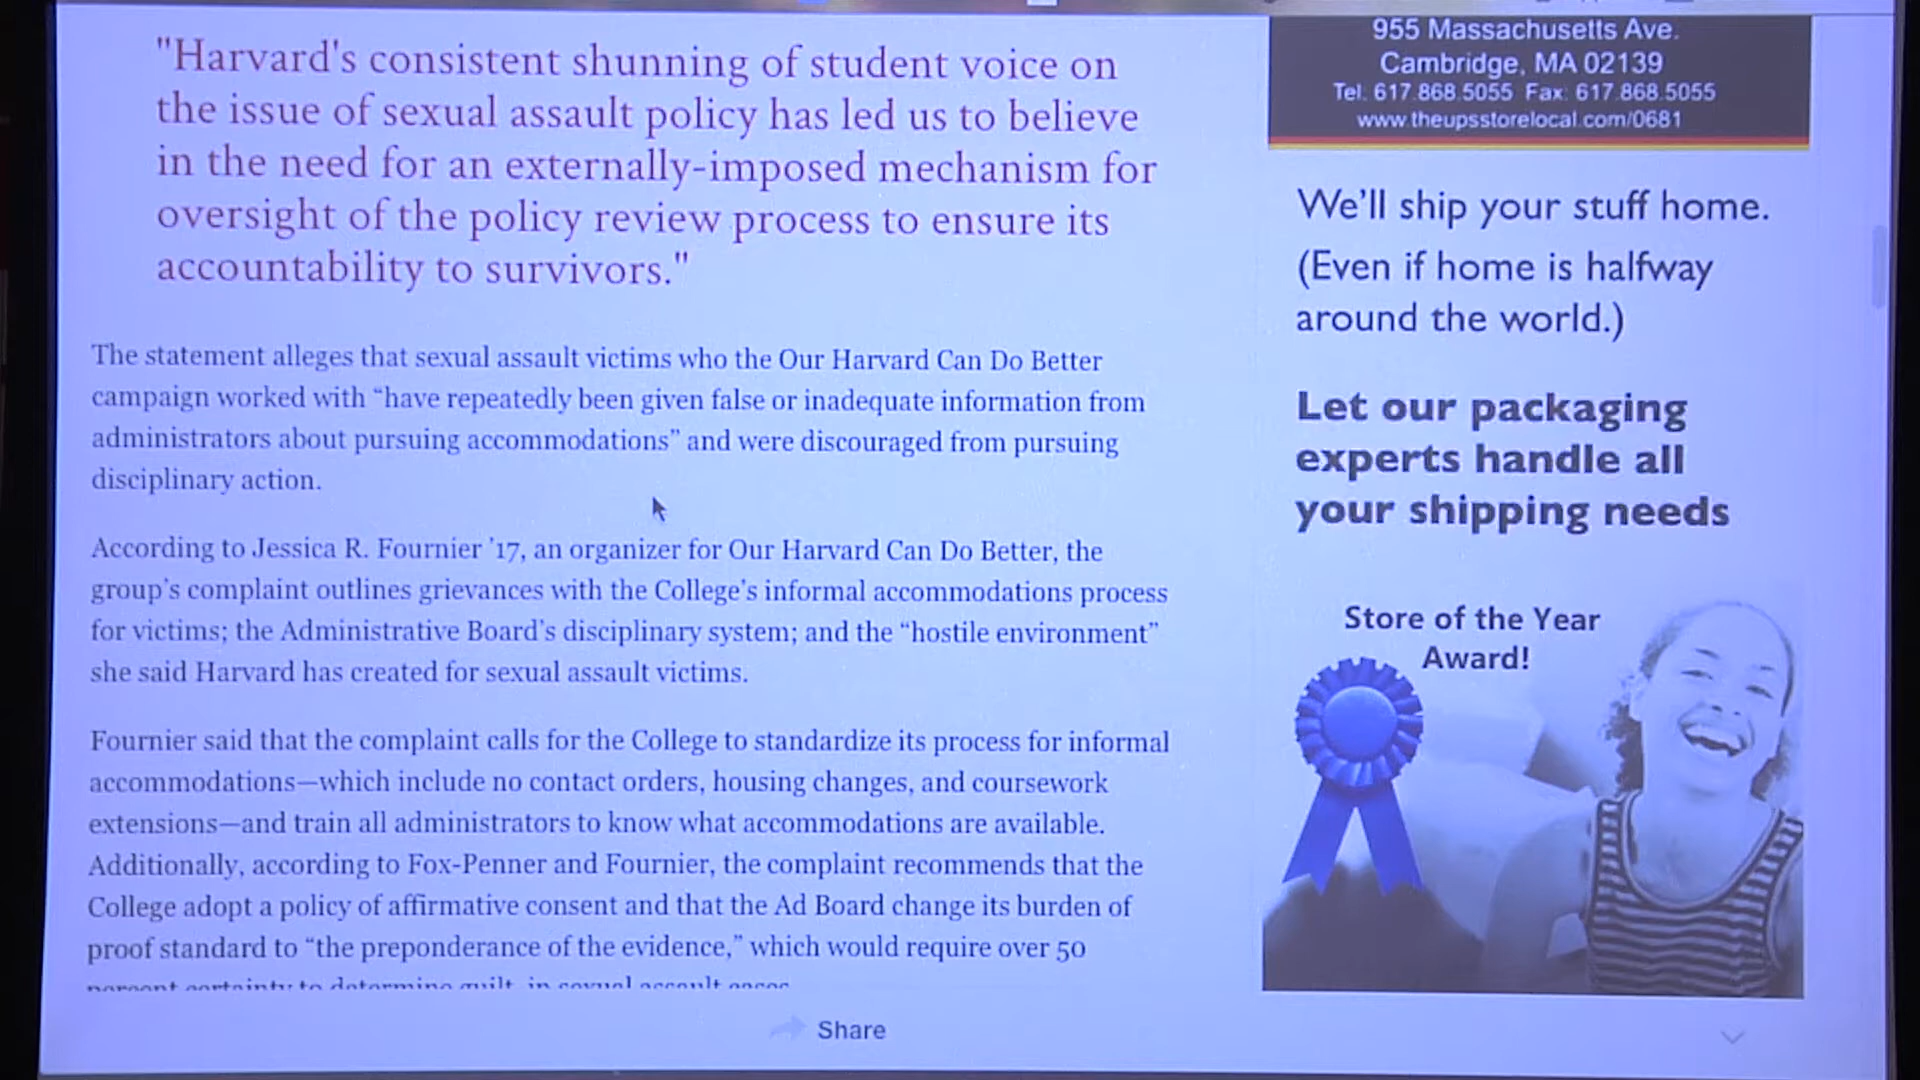 "Harvard's consistent shunning of student voice on
the issue of sexual assault policy has led us to believe
in the need for an externally-imposed mechanism for
oversight of the policy review process to ensure its
accountability to survivors."
The statement alleges that sexual assault victims who the Our Harvard Can Do Better
campaign worked with “have repeatedly been given false or inadequate information from
administrators about pursuing accommodations” and were discouraged from pursuing
disciplinary action.
According to Jessica R. Fournier ’17, an organizer for Our Harvard Can Do Better, the
group’s complaint outlines grievances with the College’s informal accommodations process
for victims; the Administrative Board’s disciplinary system; and the “hostile environment”
she said Harvard has created for sexual assault victims.
Fournier said that the complaint calls for the College to standardize its process for informal
accommodations—which include no contact orders, housing changes, and coursework
extensions—and train all administrators to know what accommodations are available.
Additionally, according to Fox-Penner and Fournier, the complaint recommends that the
College adopt a policy of affirmative consent and that the Ad Board change its burden of
proof standard to “the preponderance of the evidence,” which would require over 50
percent certainty to determine guilt in sexual assault cases
Share
955 Massachusetts Ave.
Cambridge, MA 02139
Tel. 617.868.5055 Fax: 617.868.5055
www.theupsstorelocal.com/0681
We’ll ship your stuff home.
(Even if home is halfway
around the world.)
Let our packaging
experts handle all
your shipping needs
Store of the Year
Award!